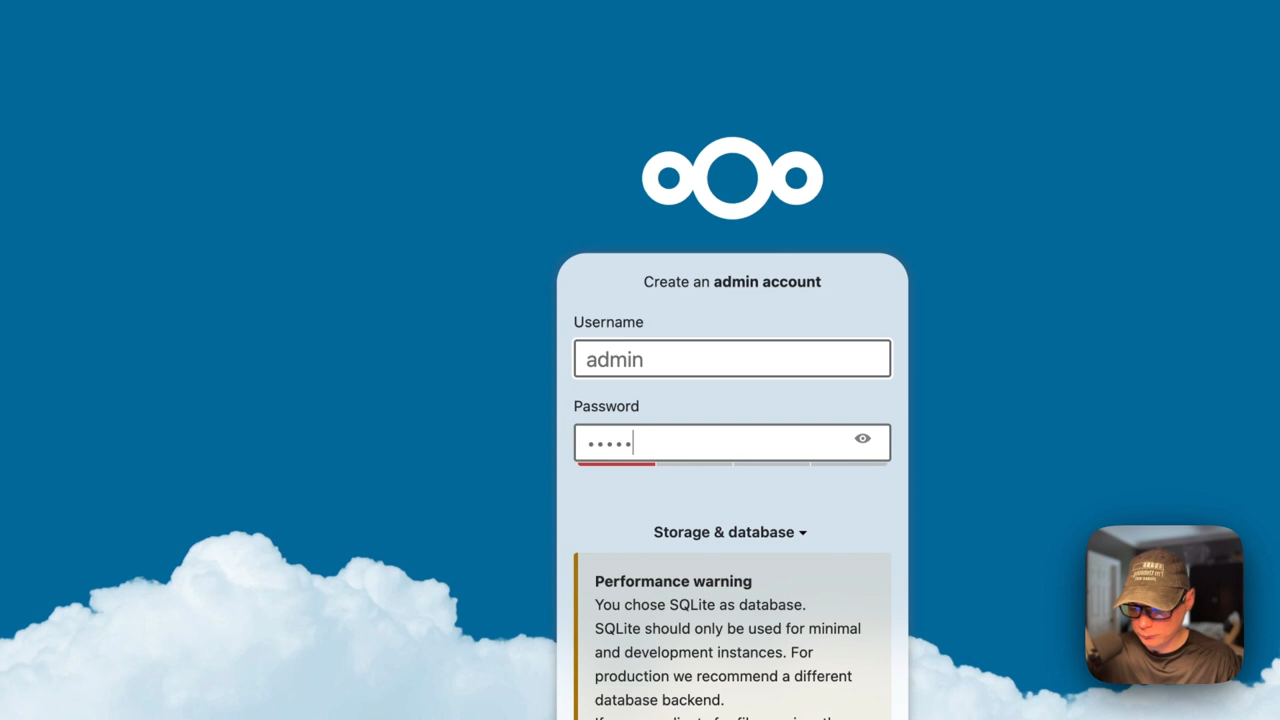 Create an admin account
Username
admin
Password
•••••
Storage & database
Performance warning
You chose SQLite as database.
SQLite should only be used for minimal
and development instances. For
production we recommend a different
database backend.